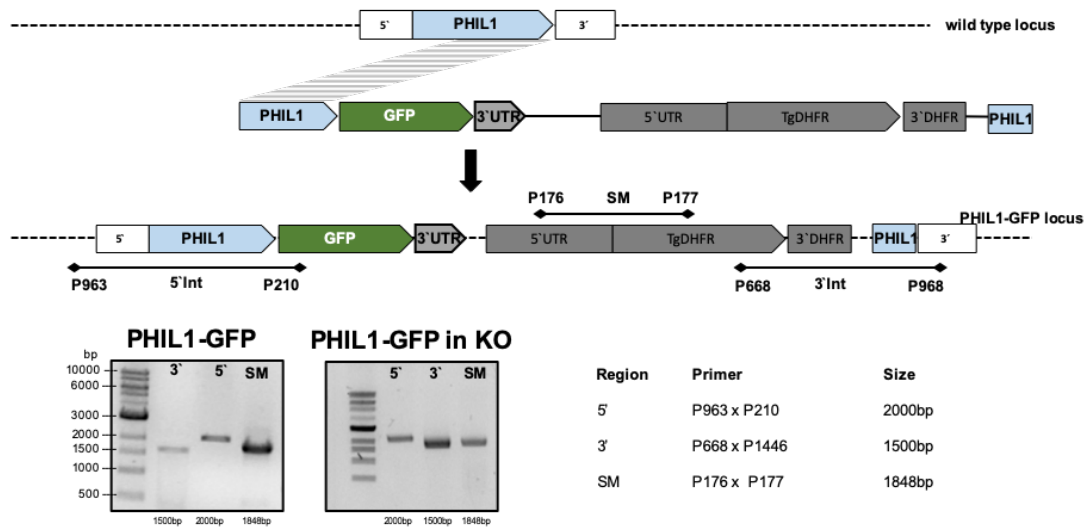 5` PHIL1 3´
wild type locus
PHIL1 GFP 3`UTR 5`UTR TgDHFR 3`DHFR PHIL1
P176 SM P177
PHIL1-GFP locus
5` PHIL1 GFP 3`UTR 5`UTR TgDHFR 3`DHFR PHIL1 3´
P963 5`Int P210 P668 3`Int P968
PHIL1-GFP
bp
3` 5` SM
10000
6000
3000
2000
1500
1000
500
1500bp 2000bp 1848bp
PHIL1-GFP in KO
5` 3` SM
2000bp 1500bp 1848bp
Region Primer Size
5' P963 x P210 2000bp
3' P668 x P1446 1500bp
SM P176 x P177 1848bp